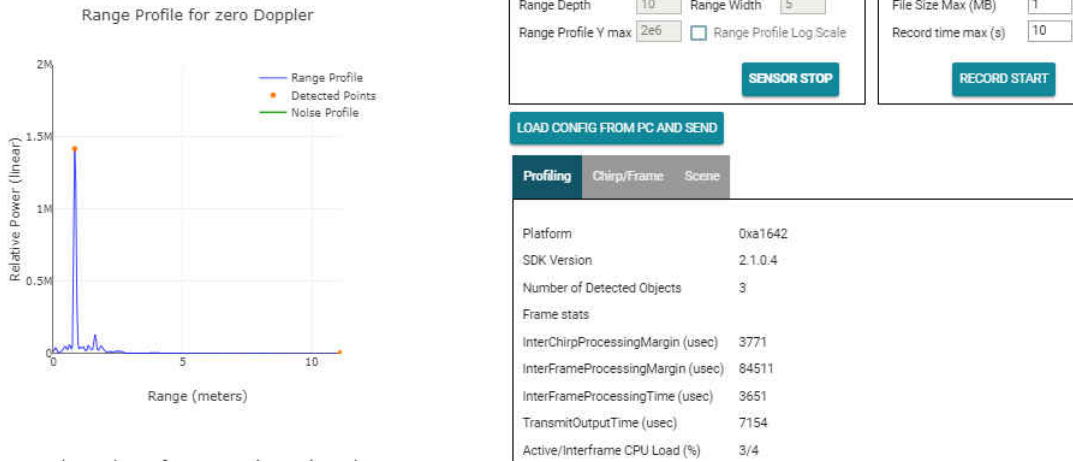 Range Profile for zero Doppler
2M
1.5M
1M
0.5M
0
0
5
10
Relative Power (linear)
Range (meters)
Range Profile
Detected Points
Noise Profile
Range Depth 10 Range Width 5
Range Profile Y max 2e6 Range Profile Log Scale
SENSOR STOP
File Size Max (MB) 1
Record time max (s) 10
RECORD START
LOAD CONFIG FROM PC AND SEND
Profiling Chirp/Frame Scene
Platform 0xa1642
SDK Version 2.1.0.4
Number of Detected Objects 3
Frame stats
InterChirpProcessingMargin (usec) 3771
InterFrameProcessingMargin (usec) 84511
InterFrameProcessingTime (usec) 3651
TransmitOutputTime (usec) 7154
Active/Interframe CPU Load (%) 3/4